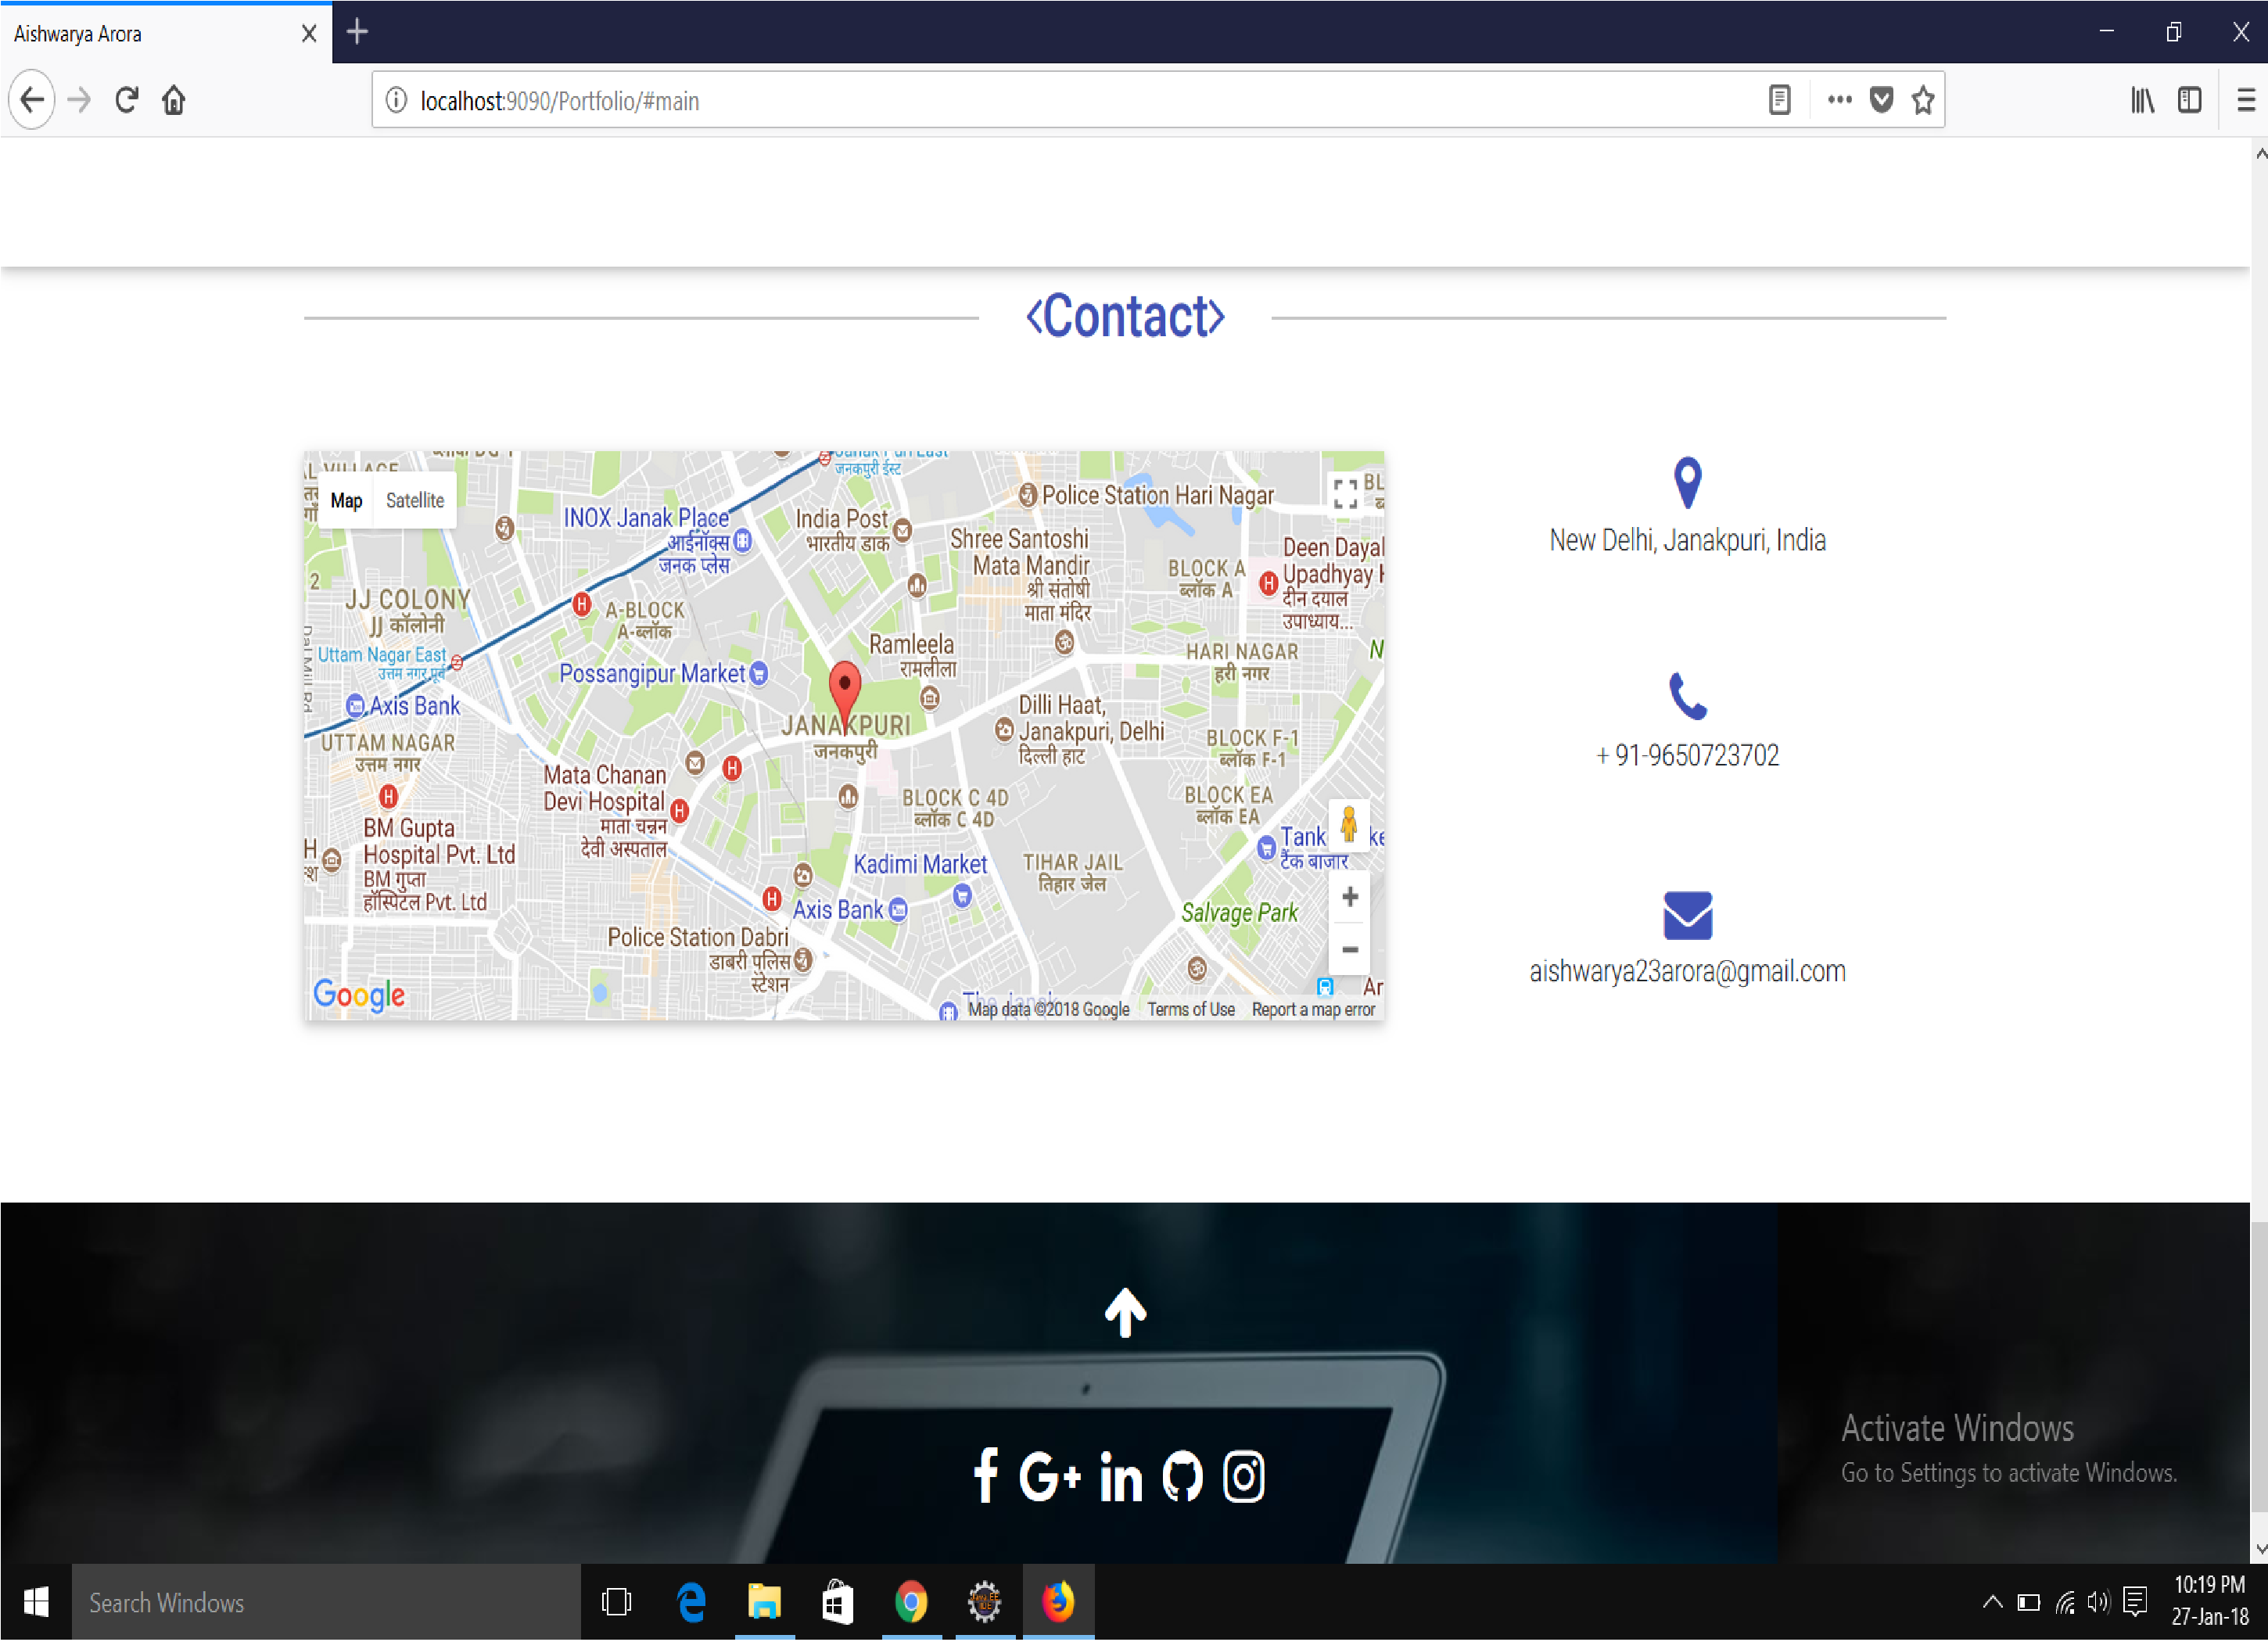 Aishwarya Arora
localhost:9090/Portfolio/#main
<Contact>
Map Satellite
INOX Janak Place
आईनॉक्स
जनक प्लेस
जनकपुरी ईस्ट
India Post
भारतीय डाक
Police Station Hari Nagar
Shree Santoshi
Mata Mandir
श्री संतोषी
माता मंदिर
BLOCK A
ब्लॉक A
Deen Dayal
Upadhyay
दीन दयाल
उपाध्याय...
2
JJ COLONY
JJ कॉलोनी
A-BLOCK
A-ब्लॉक
Uttam Nagar East
उत्तम नगर पूर्व
Axis Bank
Possangipur Market
Ramleela
रामलीला
HARI NAGAR
हरी नगर
UTTAM NAGAR
उत्तम नगर
JANAKPURI
जनकपुरी
Dilli Haat,
Janakpuri, Delhi
दिल्ली हाट
BLOCK F-1
ब्लॉक F-1
Mata Chanan
Devi Hospital
माता चन्नन
देवी अस्पताल
BLOCK C 4D
ब्लॉक C 4D
BLOCK EA
ब्लॉक EA
BM Gupta
Hospital Pvt. Ltd
BM गुप्ता
हॉस्पिटल Pvt. Ltd
Kadimi Market
TIHAR JAIL
तिहार जेल
Tank
टैंक बाजार
Axis Bank
Salvage Park
Police Station Dabri
डाबरी पुलिस
स्टेशन
Google
Map data ©2018 Google Terms of Use Report a map error
New Delhi, Janakpuri, India
+ 91-9650723702
aishwarya23arora@gmail.com
f G+ in
Activate Windows
Go to Settings to activate Windows.
Search Windows
10:19 PM
27-Jan-18